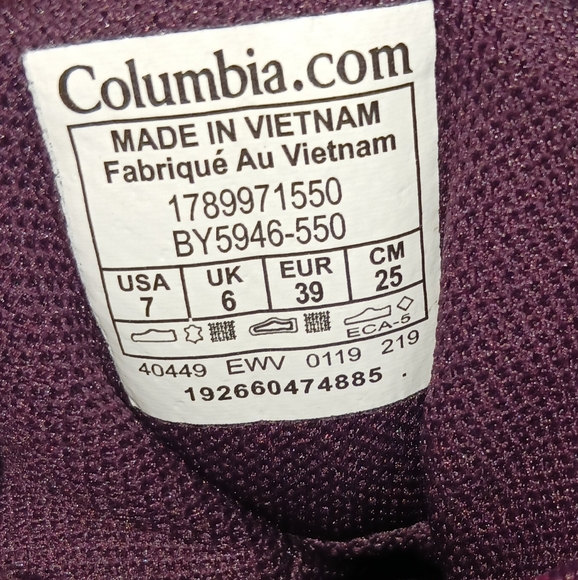 Columbia.com
MADE IN VIETNAM
Fabriqué Au Vietnam
1789971550
BY5946-550
USA UK EUR CM
7 6 39 25
ECA-5
40449 EWV 0119 219
192660474885 .